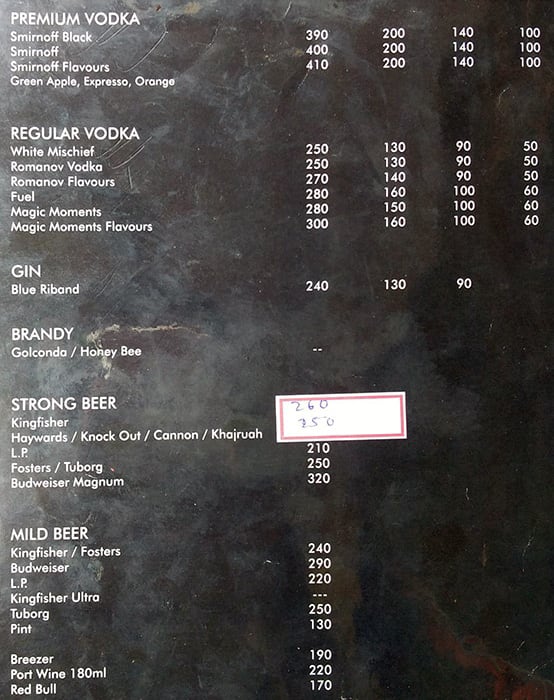 PREMIUM VODKA
Smirnoff Black 390 200 140 100
Smirnoff 400 200 140 100
Smirnoff Flavours 410 200 140 100
Green Apple, Expresso, Orange
REGULAR VODKA
White Mischief 250 130 90 50
Romanov Vodka 250 130 90 50
Romanov Flavours 270 140 90 50
Fuel 280 160 100 60
Magic Moments 280 150 100 60
Magic Moments Flavours 300 160 100 60
GIN
Blue Riband 240 130 90
BRANDY
Golconda / Honey Bee --
STRONG BEER
Kingfisher 260
Haywards / Knock Out / Cannon / Khajruah 250
L.P. 210
Fosters / Tuborg 250
Budweiser Magnum 320
MILD BEER
Kingfisher / Fosters 240
Budweiser 290
L.P. 220
Kingfisher Ultra ---
Tuborg 250
Pint 130
Breezer 190
Port Wine 180ml 220
Red Bull 170